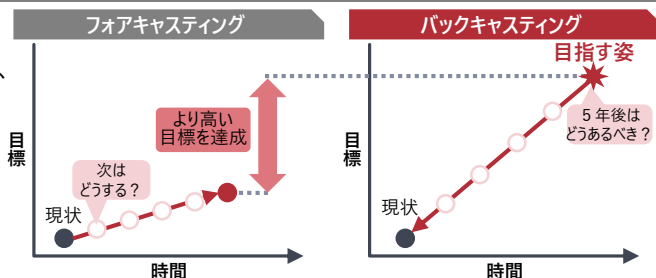 フォアキャスティング
より高い
目標を達成
次は
どうする？
現状
目標
時間
バックキャスティング
目指す姿
5年後は
どうあるべき？
現状
目標
時間